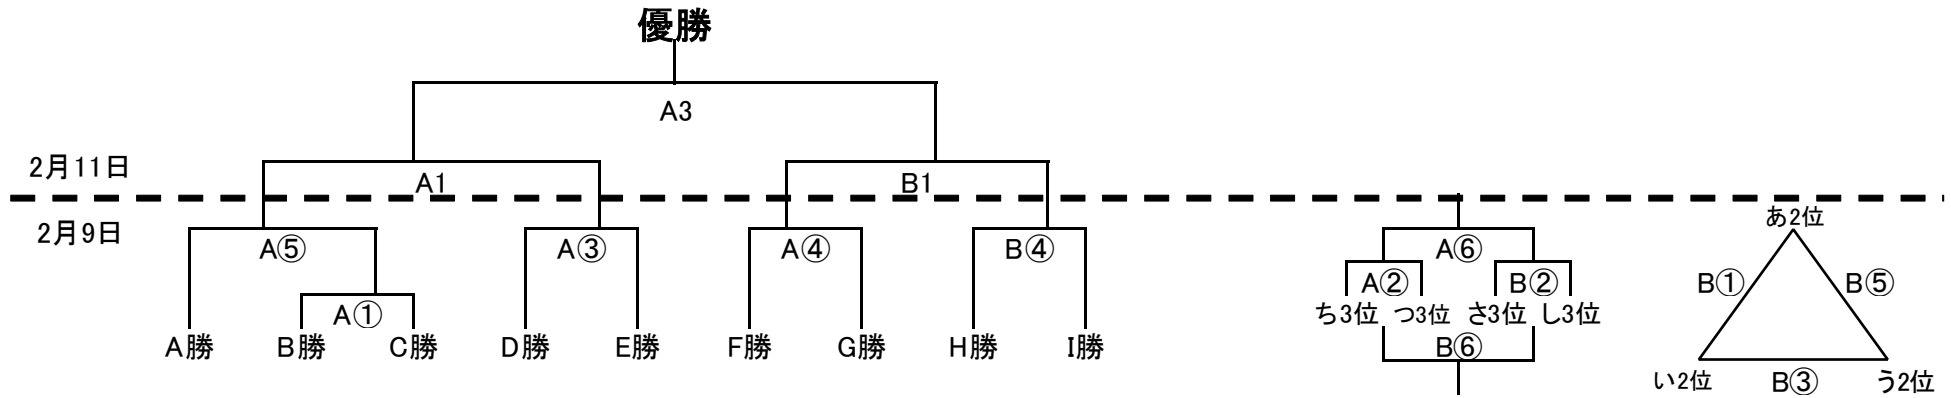 優勝
A3
2月11日
A1 B1
2月9日
あ2位
A⑤ A③ A④ B④ A⑥
A② B② B① B⑤
A① ち3位 つ3位 さ3位 し3位
A勝 B勝 C勝 D勝 E勝 F勝 G勝 H勝 I勝 B⑥
い2位 B③ う2位